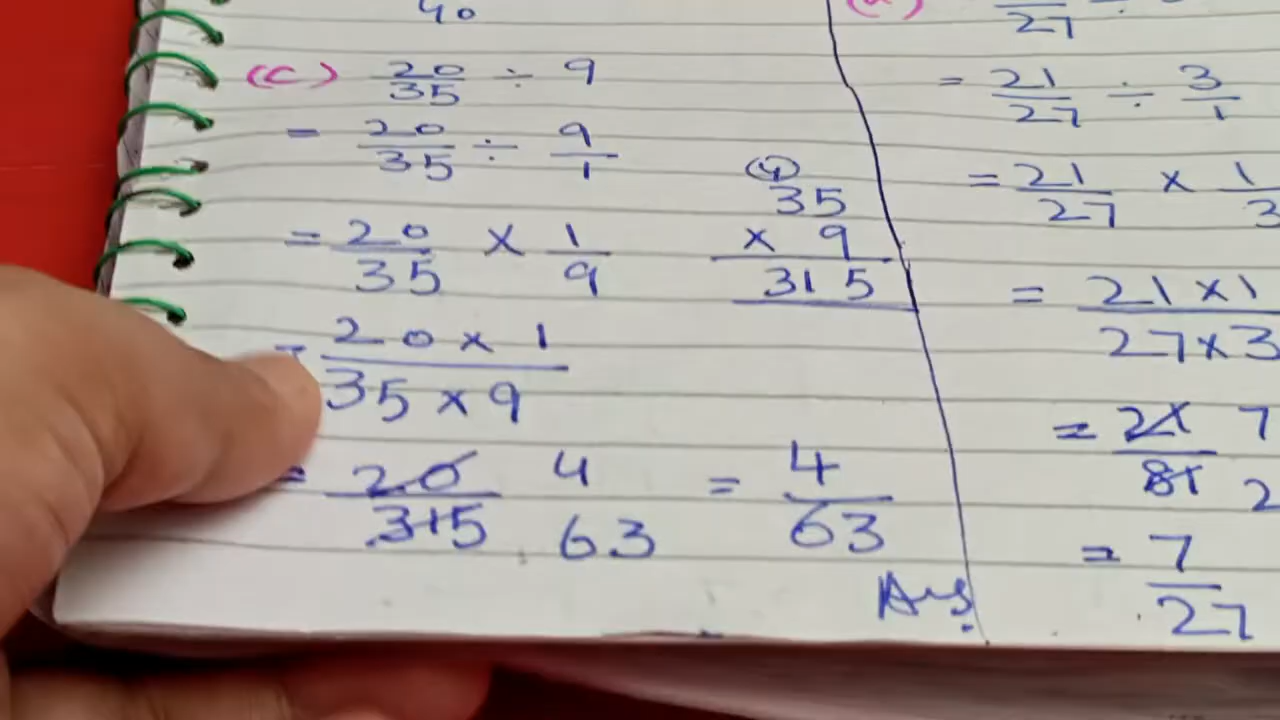 40
(C) 20/35 ÷ 9
= 20/35 ÷ 9/1
= 20/35 × 1/9
4
35
× 9
315
= 20 × 1 / 35 × 9
= 20/315 4 63 = 4/63
Ans
27 ÷
= 21/27 ÷ 3/1
= 21/27 × 1/3
= 21 × 1 / 27 × 3
= 21/81 7 2
= 7/27